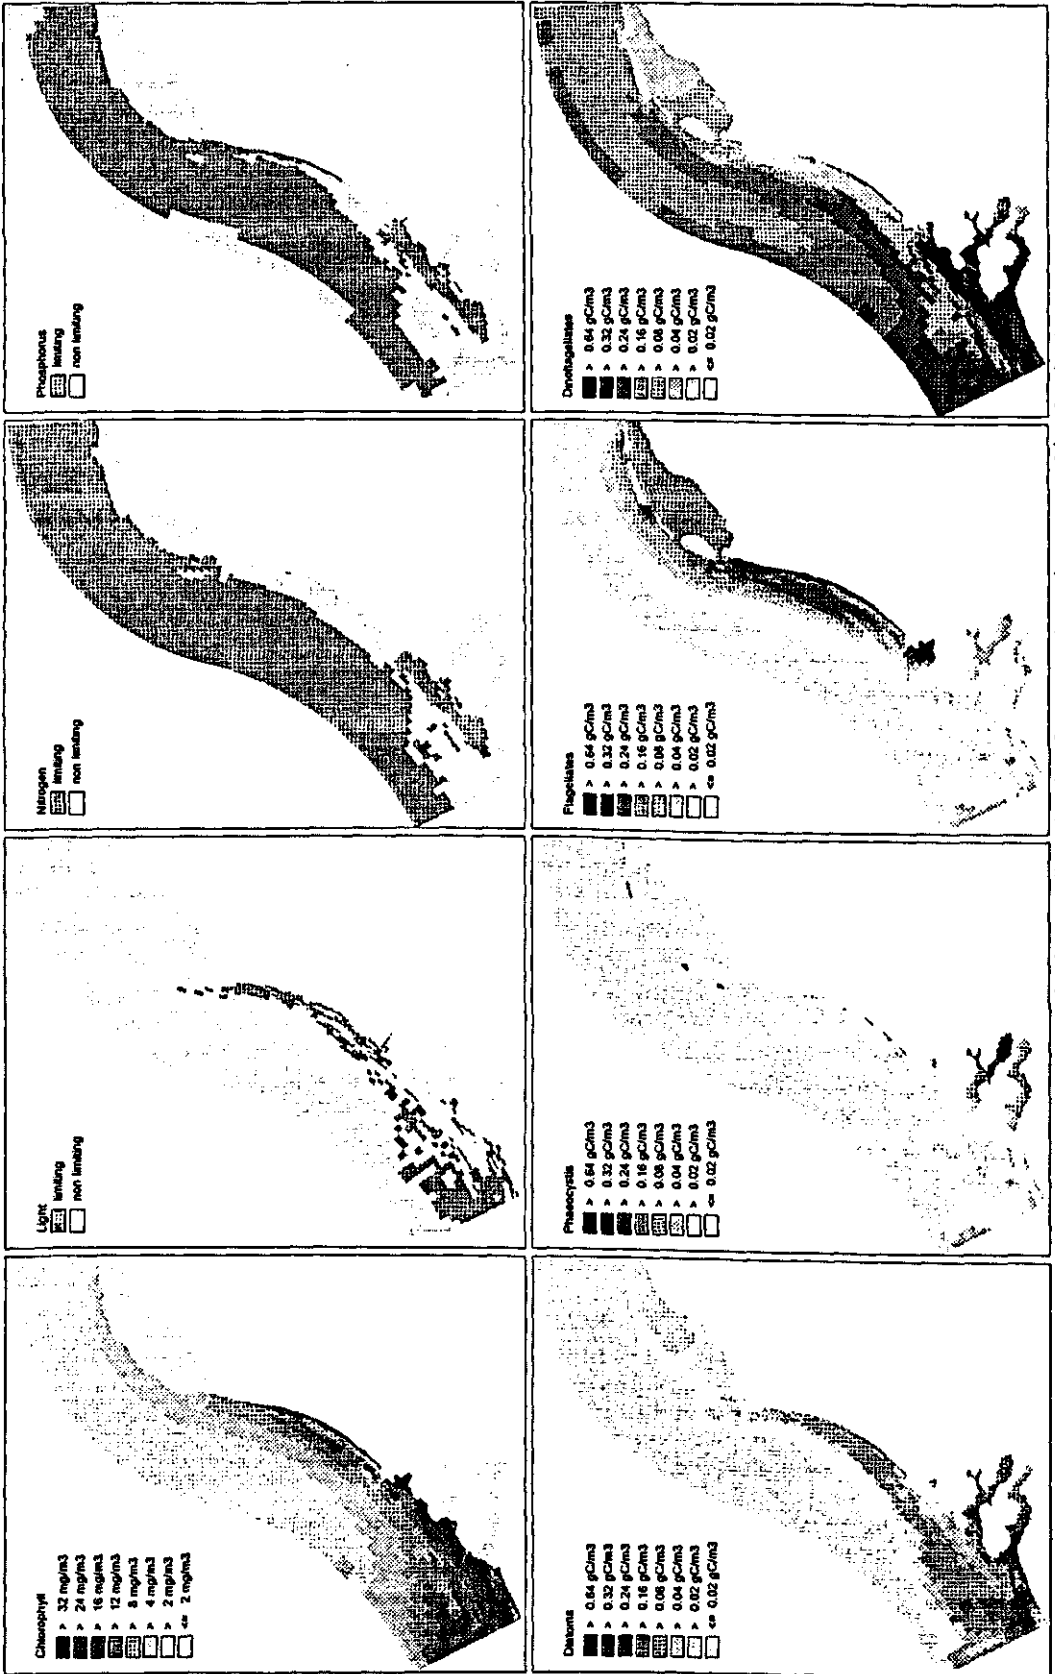 Chlorophyll
> 32 mg/m3
> 24 mg/m3
> 16 mg/m3
> 12 mg/m3
> 8 mg/m3
> 4 mg/m3
> 2 mg/m3
<= 2 mg/m3
Light
limiting
non limiting
Nitrogen
limiting
non limiting
Phosphorus
limiting
non limiting
Diatoms
> 0.64 gC/m3
> 0.32 gC/m3
> 0.24 gC/m3
> 0.16 gC/m3
> 0.08 gC/m3
> 0.04 gC/m3
> 0.02 gC/m3
<= 0.02 gC/m3
Phaeocystis
> 0.64 gC/m3
> 0.32 gC/m3
> 0.24 gC/m3
> 0.16 gC/m3
> 0.08 gC/m3
> 0.04 gC/m3
> 0.02 gC/m3
<= 0.02 gC/m3
Flagellates
> 0.64 gC/m3
> 0.32 gC/m3
> 0.24 gC/m3
> 0.16 gC/m3
> 0.08 gC/m3
> 0.04 gC/m3
> 0.02 gC/m3
<= 0.02 gC/m3
Dinoflagellates
> 0.64 gC/m3
> 0.32 gC/m3
> 0.24 gC/m3
> 0.16 gC/m3
> 0.08 gC/m3
> 0.04 gC/m3
> 0.02 gC/m3
<= 0.02 gC/m3